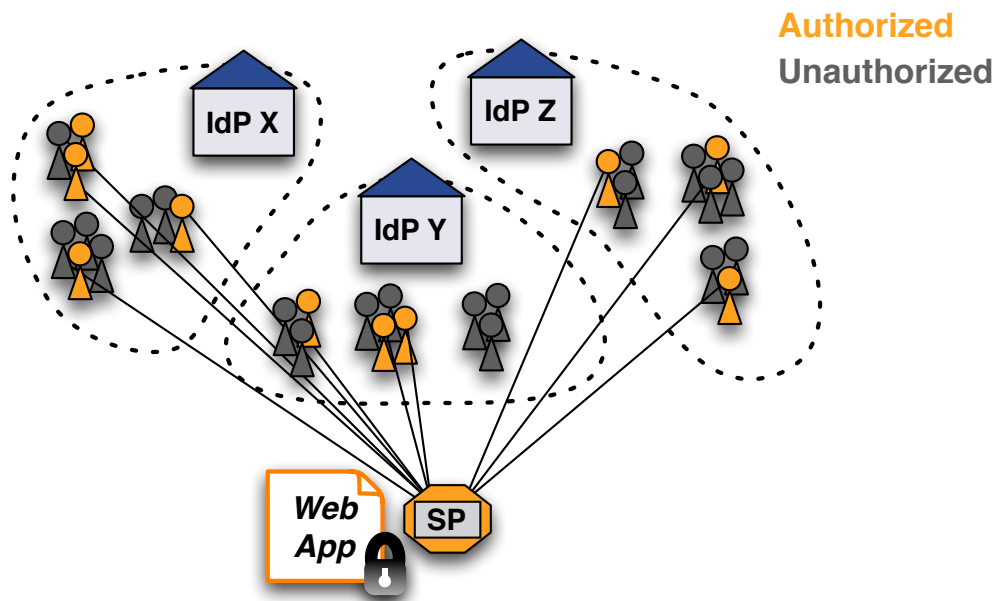 Authorized
Unauthorized
IdP X
IdP Z
IdP Y
Web
App
SP